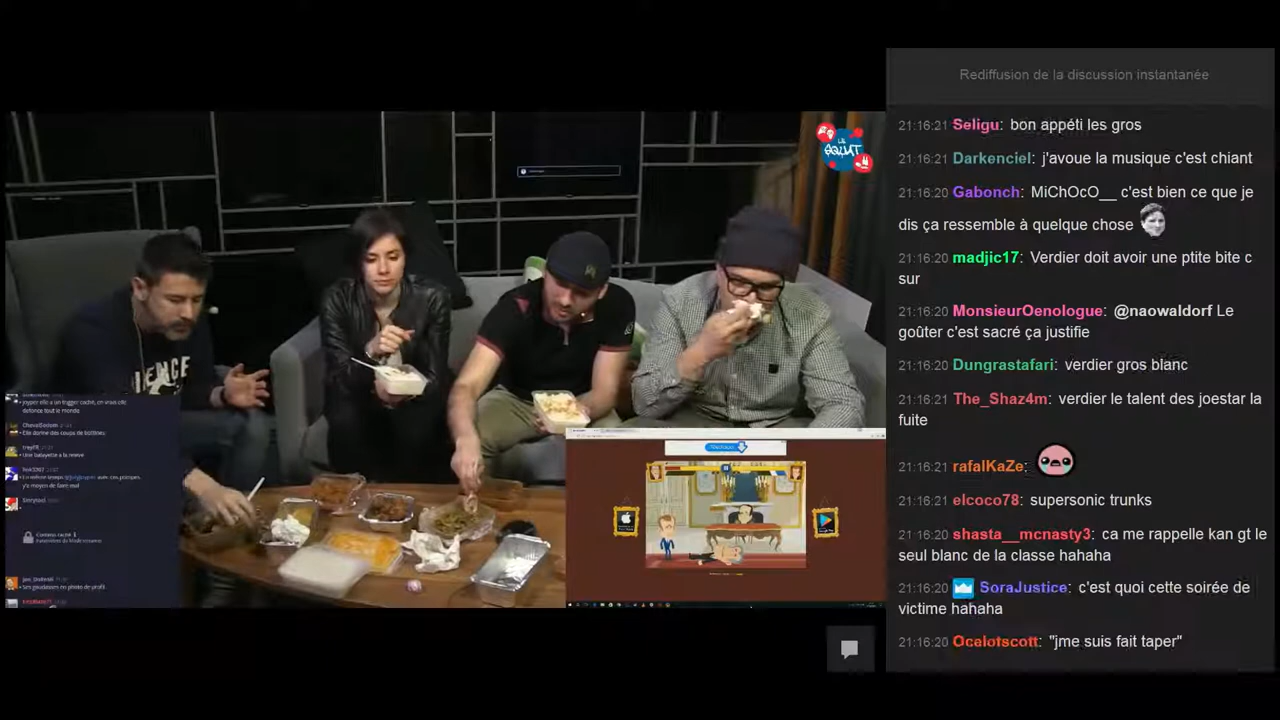 Rediffusion de la discussion instantanée
21:16:21 Seligu: bon appéti les gros
21:16:21 Darkenciel: j'avoue la musique c'est chiant
21:16:20 Gabonch: MiChOcO__ c'est bien ce que je
dis ça ressemble à quelque chose
21:16:20 madjic17: Verdier doit avoir une ptite bite c
sur
21:16:20 MonsieurOenologue: @naowaldorf Le
goûter c'est sacré ça justifie
21:16:20 Dungrastafari: verdier gros blanc
21:16:21 The_Shaz4m: verdier le talent des joestar la
fuite
21:16:20 rafalKaZe:
21:16:20 elcoco78: supersonic trunks
21:16:20 shasta__mcnasty3: ca me rappelle kan gt le
seul blanc de la classe hahaha
21:16:20 SoraJustice: c'est quoi cette soirée de
victime hahaha
21:16:20 Ocelotscott: "jme suis fait taper"